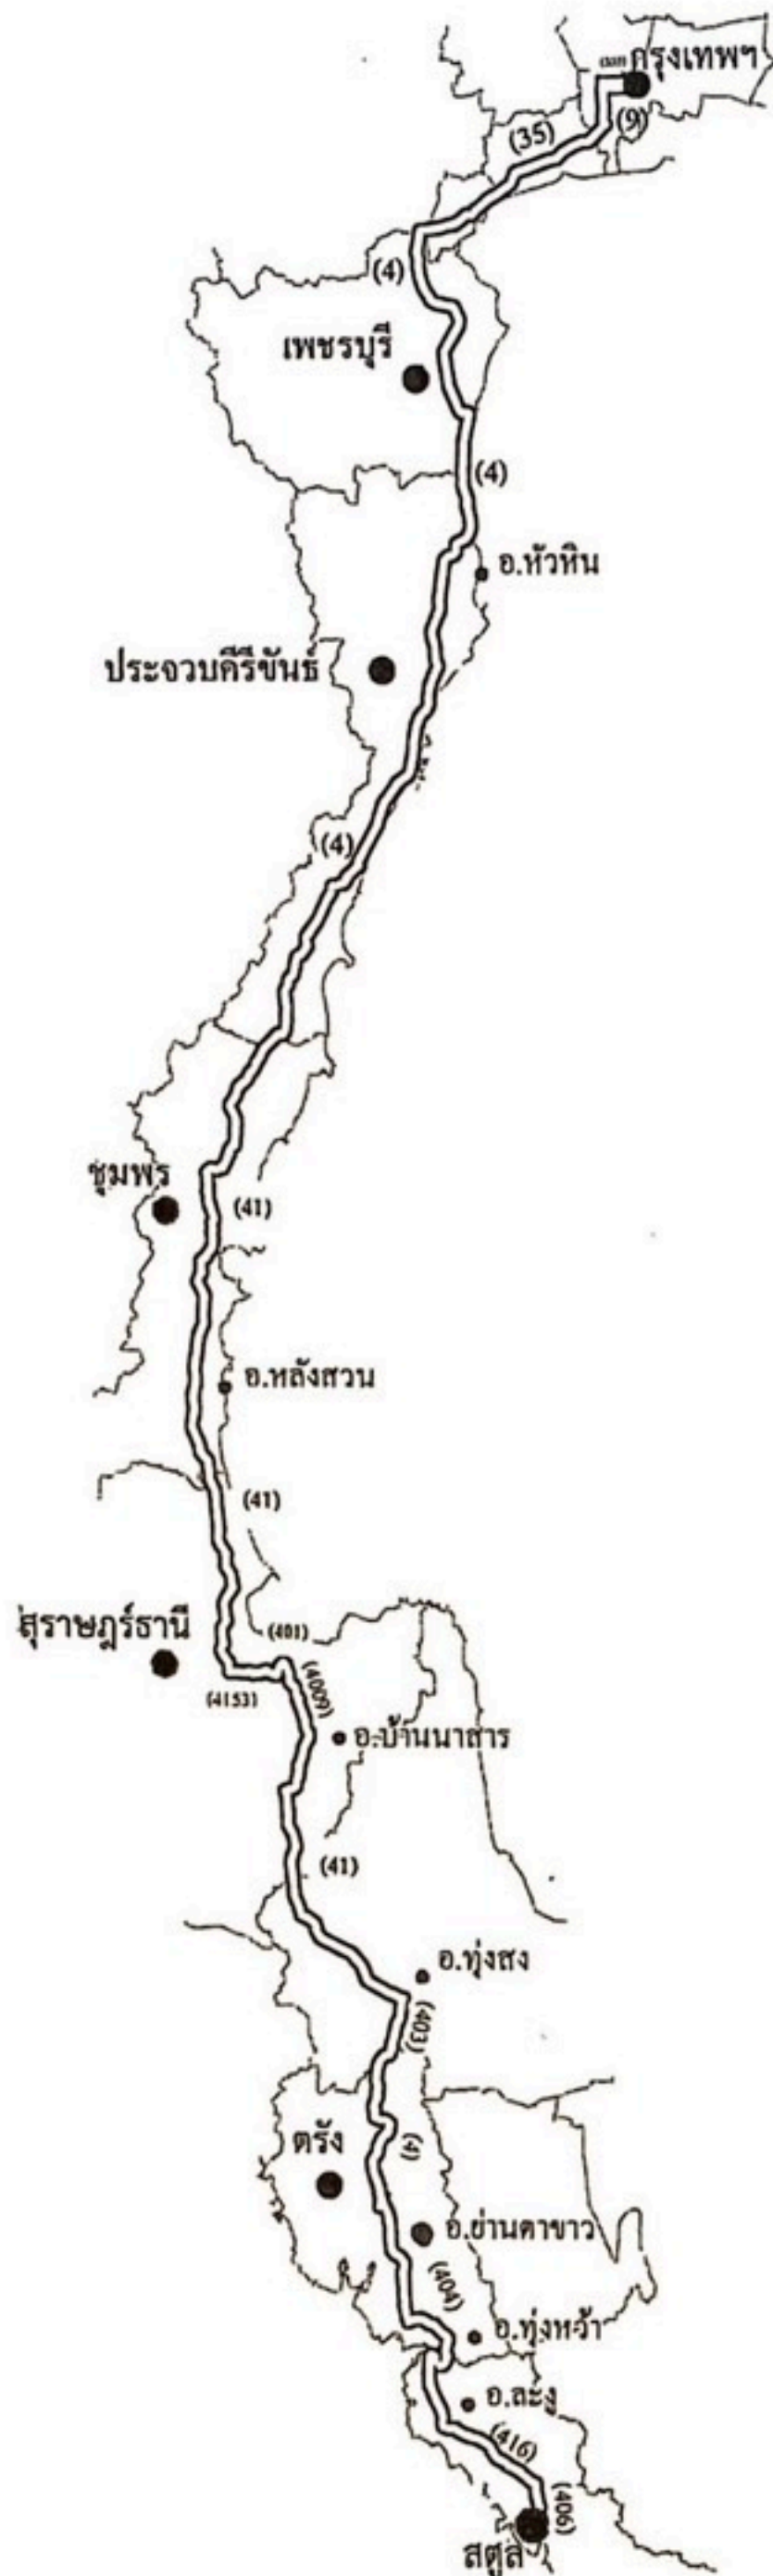 กรุงเทพฯ
(35)
(9)
(4)
เพชรบุรี
(4)
อ.หัวหิน
ประจวบคีรีขันธ์
(4)
ชุมพร
(41)
อ.หลังสวน
(41)
สุราษฎร์ธานี
(401)
(4153)
(4009)
อ.บ้านนาสาร
(41)
อ.ทุ่งสง
(403)
ตรัง
(4)
อ.ย่านตาขาว
(404)
อ.ทุ่งหว้า
อ.ละงู
(416)
(406)
สตูล